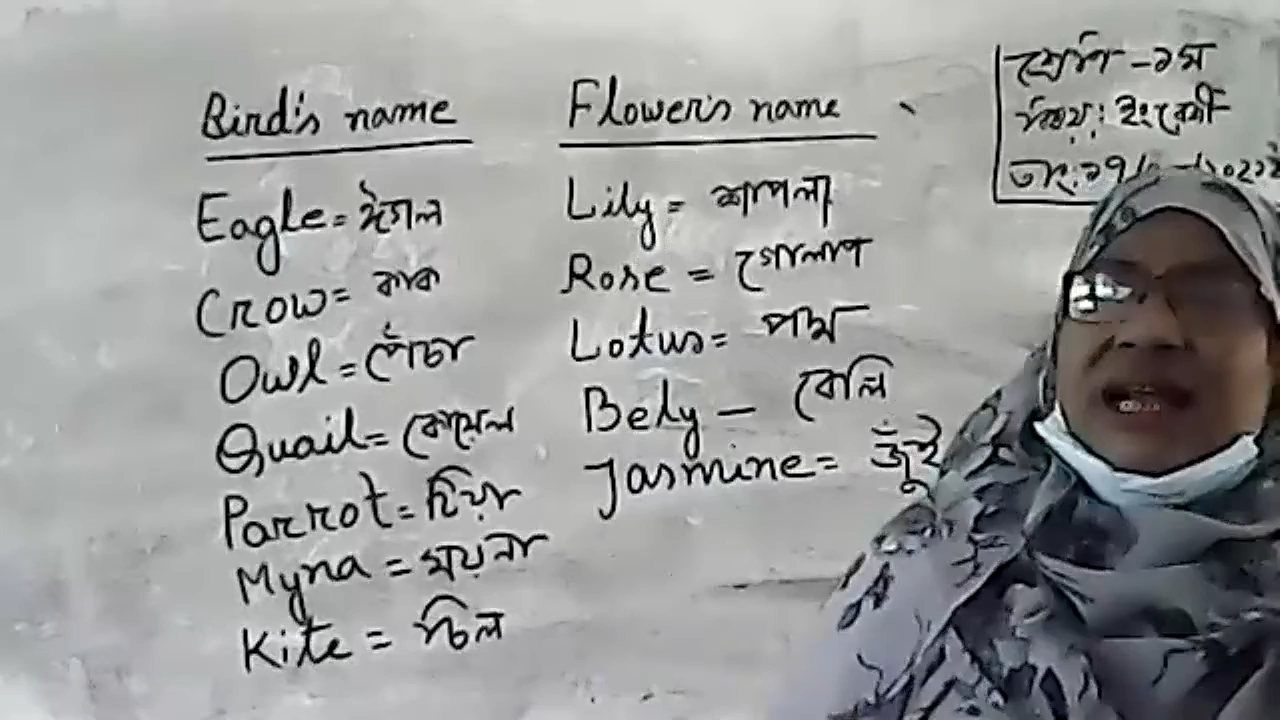 Bird's name
Eagle = ঈগল
Crow = কাক
Owl = পেঁচা
Quail = কোয়েল
Parrot = টিয়া
Myna = ময়না
Kite = চিল
Flower's name
Lily = শাপলা
Rose = গোলাপ
Lotus = পদ্ম
Bely — বেলি
Jasmine = জুঁই
শ্রেণি - ১ম
বিষয়: ইংরেজী